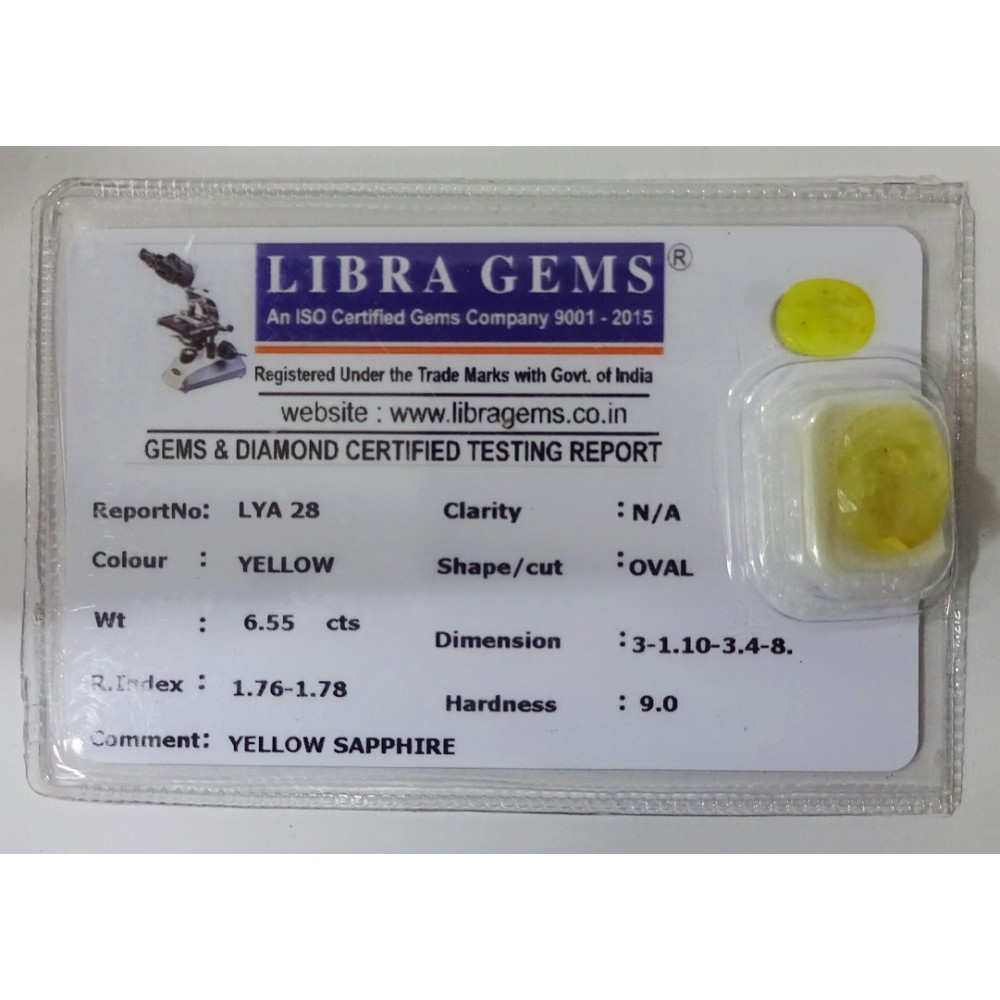 LIBRA GEMS ®
An ISO Certified Gems Company 9001 - 2015
Registered Under the Trade Marks with Govt. of India
website : www.libragems.co.in
GEMS & DIAMOND CERTIFIED TESTING REPORT
ReportNo: LYA 28 Clarity : N/A
Colour : YELLOW Shape/cut : OVAL
Wt : 6.55 cts Dimension : 3-1.10-3.4-8.
R.Index : 1.76-1.78 Hardness : 9.0
Comment: YELLOW SAPPHIRE